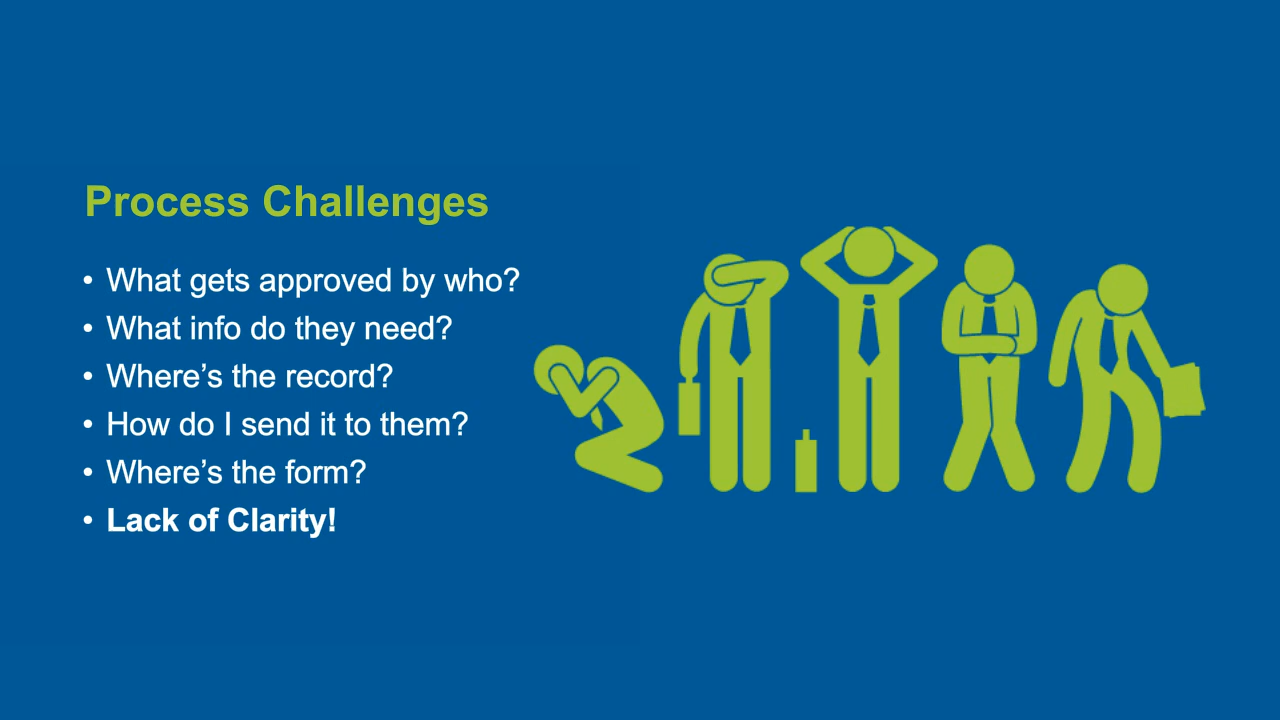 Process Challenges
• What gets approved by who?
• What info do they need?
• Where’s the record?
• How do I send it to them?
• Where’s the form?
• Lack of Clarity!